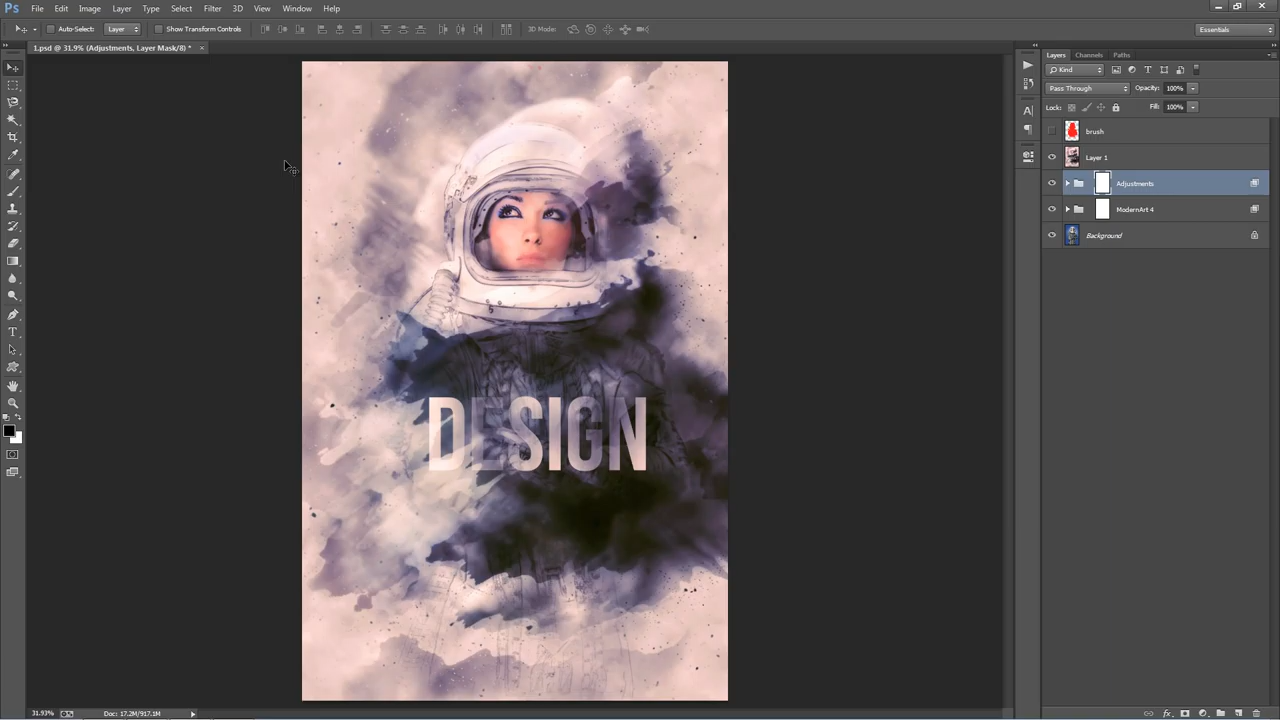 Ps File Edit Image Layer Type Select Filter 3D View Window Help
Auto-Select: Layer Show Transform Controls 3D Mode: Essentials
1.psd @ 31.9% (Adjustments, Layer Mask/8) * ×
Layers Channels Paths
Kind
Pass Through Opacity: 100%
Lock: Fill: 100%
brush
Layer 1
Adjustments
ModernArt 4
Background
DESIGN
31.93% Doc: 17.2M/917.1M